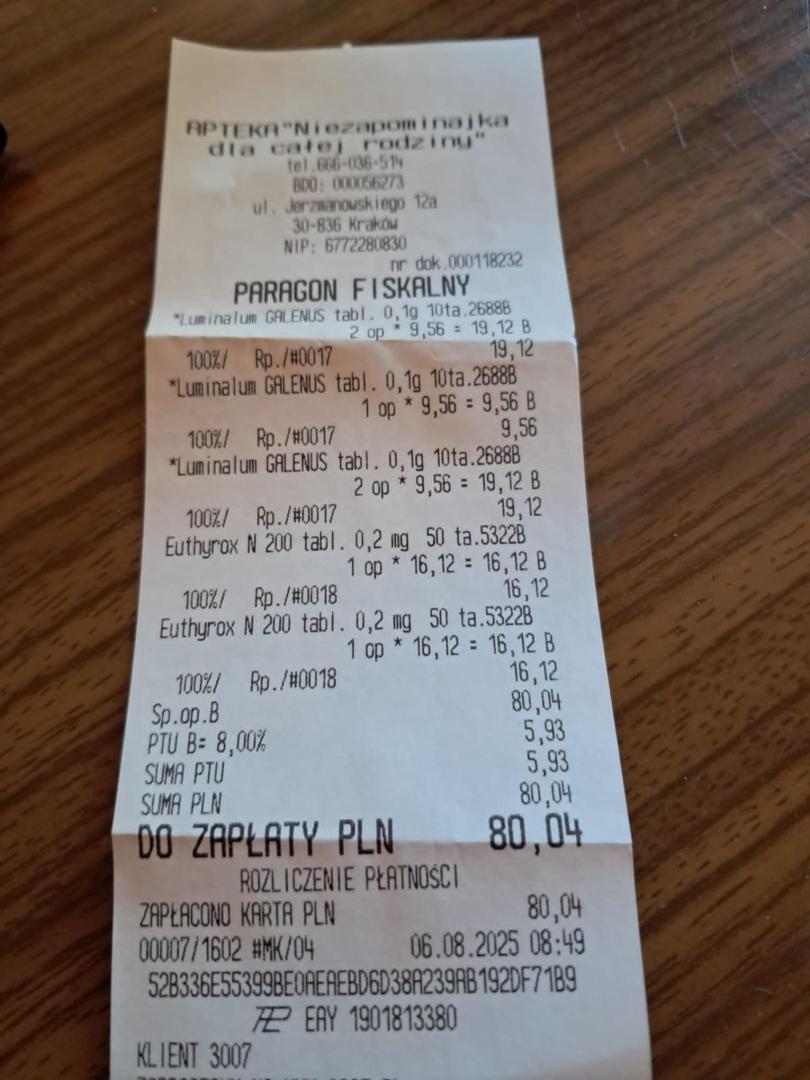 APTEKA"Niezapominajka
dla całej rodziny"
tel.666-036-514
BDO: 000056273
ul. Jerzmanowskiego 12a
30-836 Kraków
NIP: 6772280830
nr dok.000118232
PARAGON FISKALNY
*Luminalum GALENUS tabl. 0,1g 10ta.2688B
2 op * 9,56 = 19,12 B
19,12
100%/ Rp./#0017
*Luminalum GALENUS tabl. 0,1g 10ta.2688B
1 op * 9,56 = 9,56 B
9,56
100%/ Rp./#0017
*Luminalum GALENUS tabl. 0,1g 10ta.2688B
2 op * 9,56 = 19,12 B
19,12
100%/ Rp./#0017
Euthyrox N 200 tabl. 0,2 mg 50 ta.5322B
1 op * 16,12 = 16,12 B
16,12
100%/ Rp./#0018
Euthyrox N 200 tabl. 0,2 mg 50 ta.5322B
1 op * 16,12 = 16,12 B
16,12
100%/ Rp./#0018
Sp.op.B 80,04
PTU B= 8,00% 5,93
SUMA PTU 5,93
SUMA PLN 80,04
DO ZAPŁATY PLN 80,04
ROZLICZENIE PŁATNOŚCI
ZAPŁACONO KARTA PLN 80,04
00007/1602 #MK/04 06.08.2025 08:49
52B336E55399BE0AEAEBD6D38A239AB192DF71B9
EAY 1901813380
KLIENT 3007